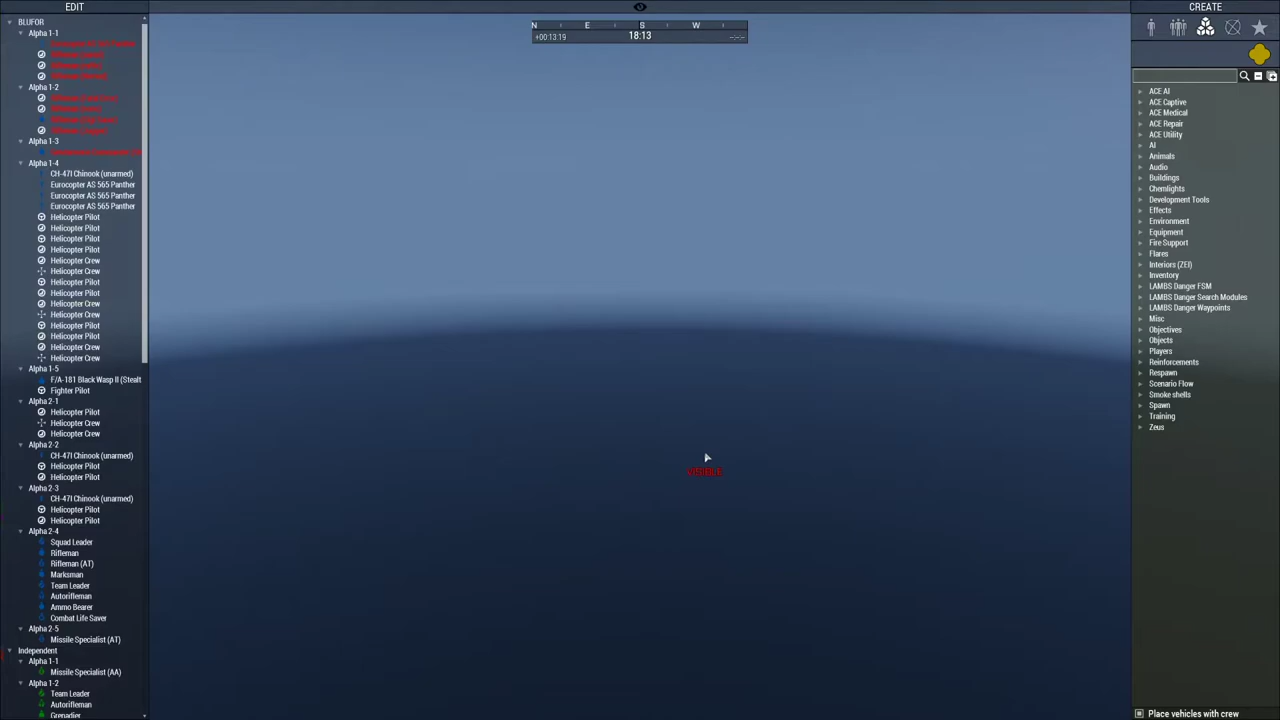 EDIT
BLUFOR
Alpha 1-1
Alpha 1-2
Alpha 1-3
Alpha 1-4
CH-47I Chinook (unarmed)
Eurocopter AS 565 Panther
Eurocopter AS 565 Panther
Eurocopter AS 565 Panther
Helicopter Pilot
Helicopter Pilot
Helicopter Pilot
Helicopter Pilot
Helicopter Crew
Helicopter Crew
Helicopter Pilot
Helicopter Pilot
Helicopter Crew
Helicopter Crew
Helicopter Pilot
Helicopter Pilot
Helicopter Crew
Helicopter Crew
Alpha 1-5
F/A-181 Black Wasp II (Stealt
Fighter Pilot
Alpha 2-1
Helicopter Pilot
Helicopter Crew
Helicopter Crew
Alpha 2-2
CH-47I Chinook (unarmed)
Helicopter Pilot
Helicopter Pilot
Alpha 2-3
CH-47I Chinook (unarmed)
Helicopter Pilot
Helicopter Pilot
Alpha 2-4
Squad Leader
Rifleman
Rifleman (AT)
Marksman
Team Leader
Autorifleman
Ammo Bearer
Combat Life Saver
Alpha 2-5
Missile Specialist (AT)
Independent
Alpha 1-1
Missile Specialist (AA)
Alpha 1-2
Team Leader
Autorifleman
Grenadier
N E S W
+00:13:19 18:13 --:--
VISIBLE
CREATE
ACE AI
ACE Captive
ACE Medical
ACE Repair
ACE Utility
AI
Animals
Audio
Buildings
Chemlights
Development Tools
Effects
Environment
Equipment
Fire Support
Flares
Interiors (ZEI)
Inventory
LAMBS Danger FSM
LAMBS Danger Search Modules
LAMBS Danger Waypoints
Misc
Objectives
Objects
Players
Reinforcements
Respawn
Scenario Flow
Smoke shells
Spawn
Training
Zeus
Place vehicles with crew